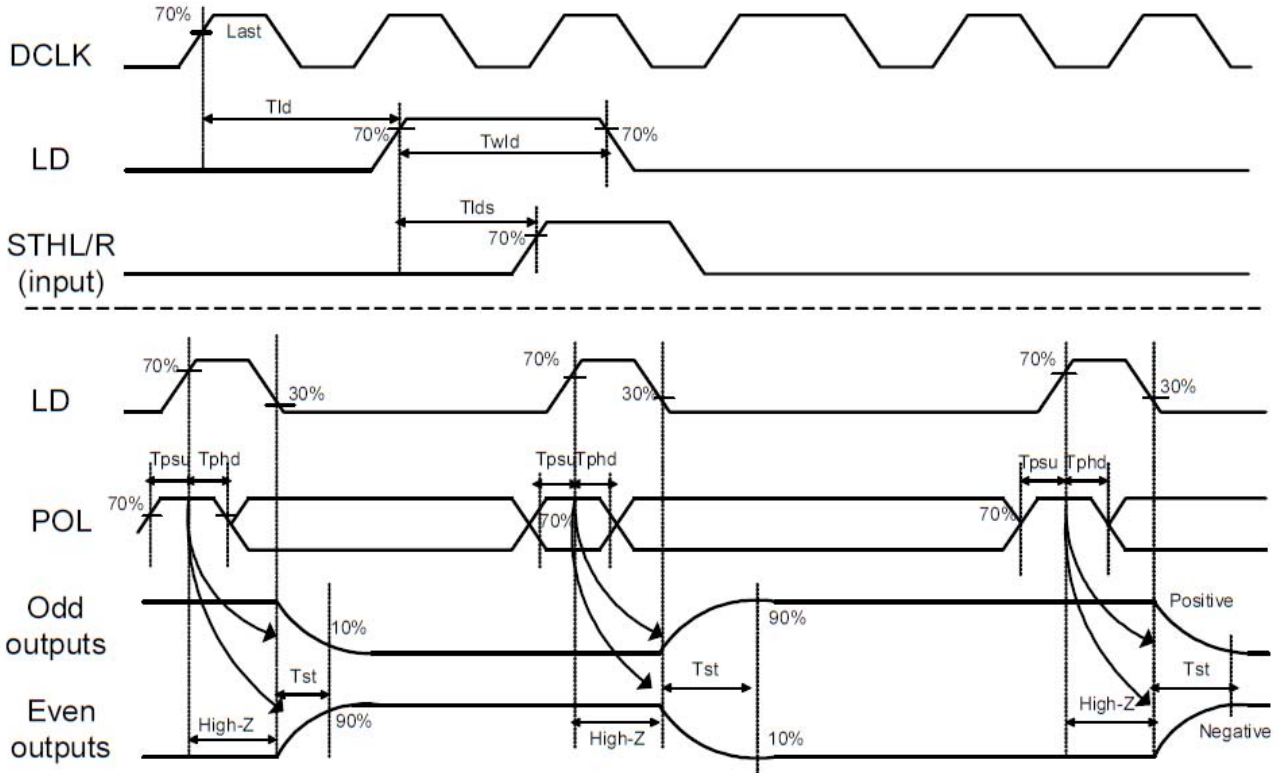 70%
Last
DCLK
Tld
70%
70%
Twld
LD
Tlds
70%
STHL/R
(input)
70%
30%
70%
30%
70%
30%
LD
Tpsu Tphd
Tpsu Tphd
Tpsu Tphd
70%
70%
70%
POL
Odd
outputs
10%
90%
Positive
Tst
Tst
Tst
Even
outputs
High-Z
90%
High-Z
10%
High-Z
Negative